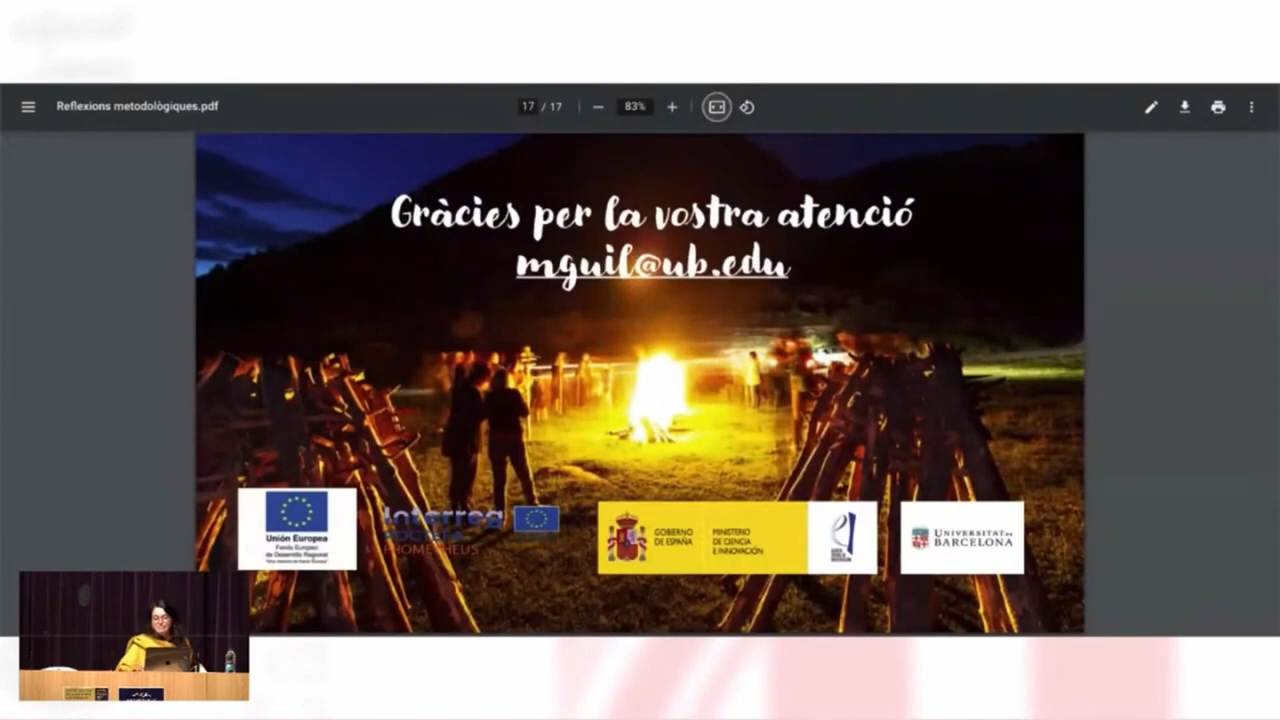 Reflexions metodològiques.pdf
17 / 17
83%
Gràcies per la vostra atenció
mguil@ub.edu
Unión Europea
Fondo Europeo
de Desarrollo Regional
Interreg
POCTEFA
PROMETHEUS
GOBIERNO
DE ESPAÑA
MINISTERIO
DE CIENCIA
E INNOVACIÓN
UNIVERSITAT DE
BARCELONA